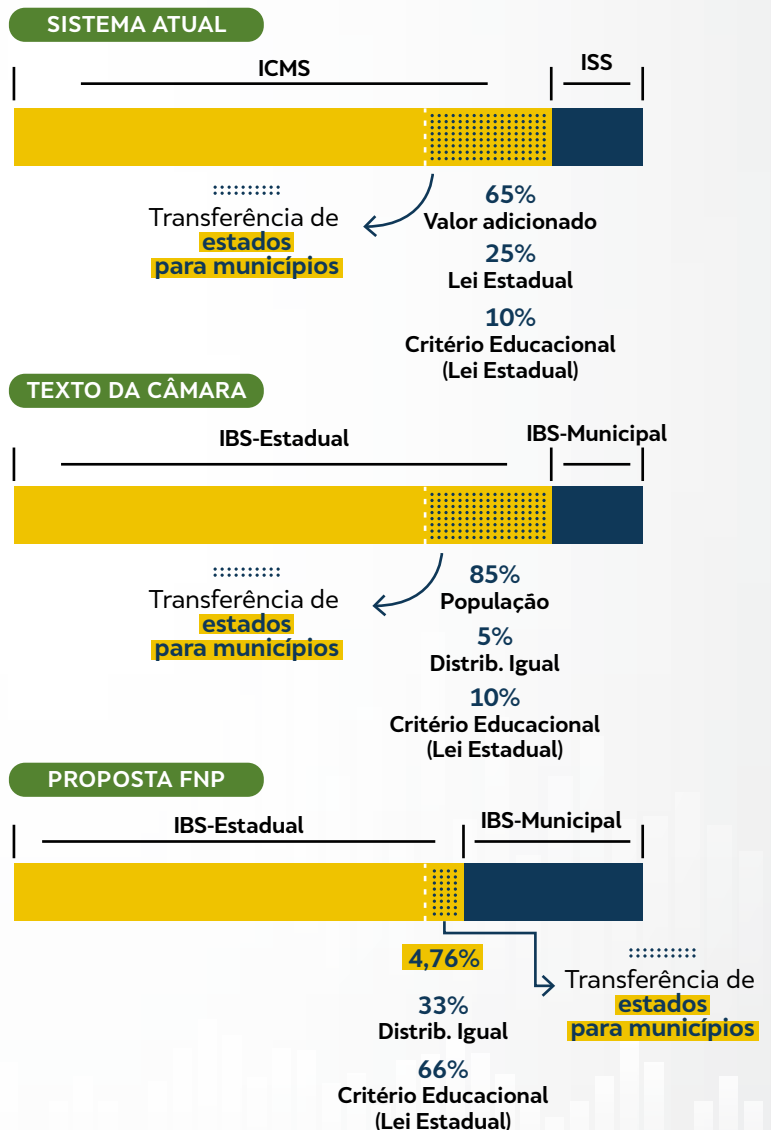 SISTEMA ATUAL
ICMS
ISS
Transferência de
estados
para municípios
65%
Valor adicionado
25%
Lei Estadual
10%
Critério Educacional
(Lei Estadual)
TEXTO DA CÂMARA
IBS-Estadual
IBS-Municipal
Transferência de
estados
para municípios
85%
População
5%
Distrib. Igual
10%
Critério Educacional
(Lei Estadual)
PROPOSTA FNP
IBS-Estadual
IBS-Municipal
4,76%
33%
Distrib. Igual
66%
Critério Educacional
(Lei Estadual)
Transferência de
estados
para municípios